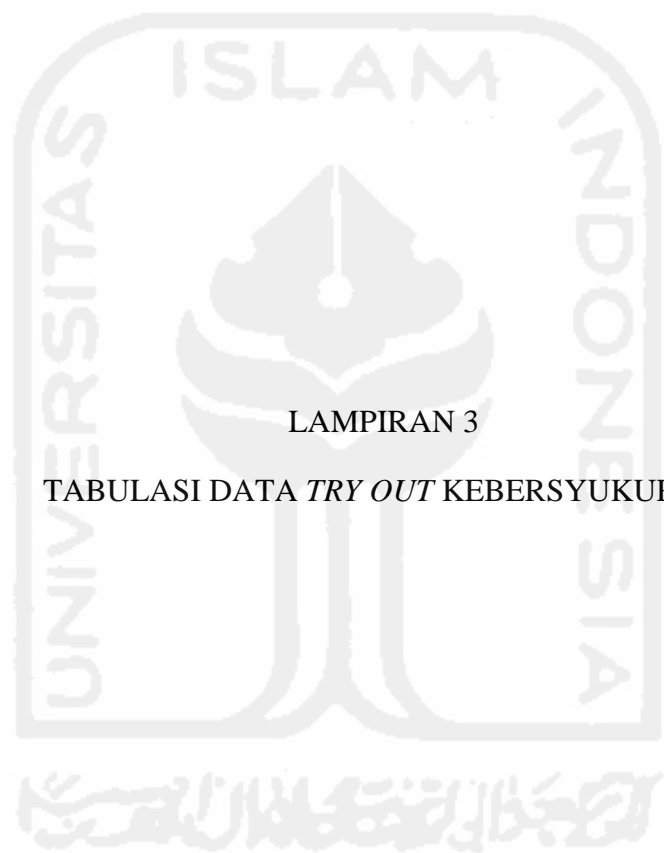 UNIVERSITAS
ISLAM
INDONESIA
LAMPIRAN 3
TABULASI DATA TRY OUT KEBERSYUKUR